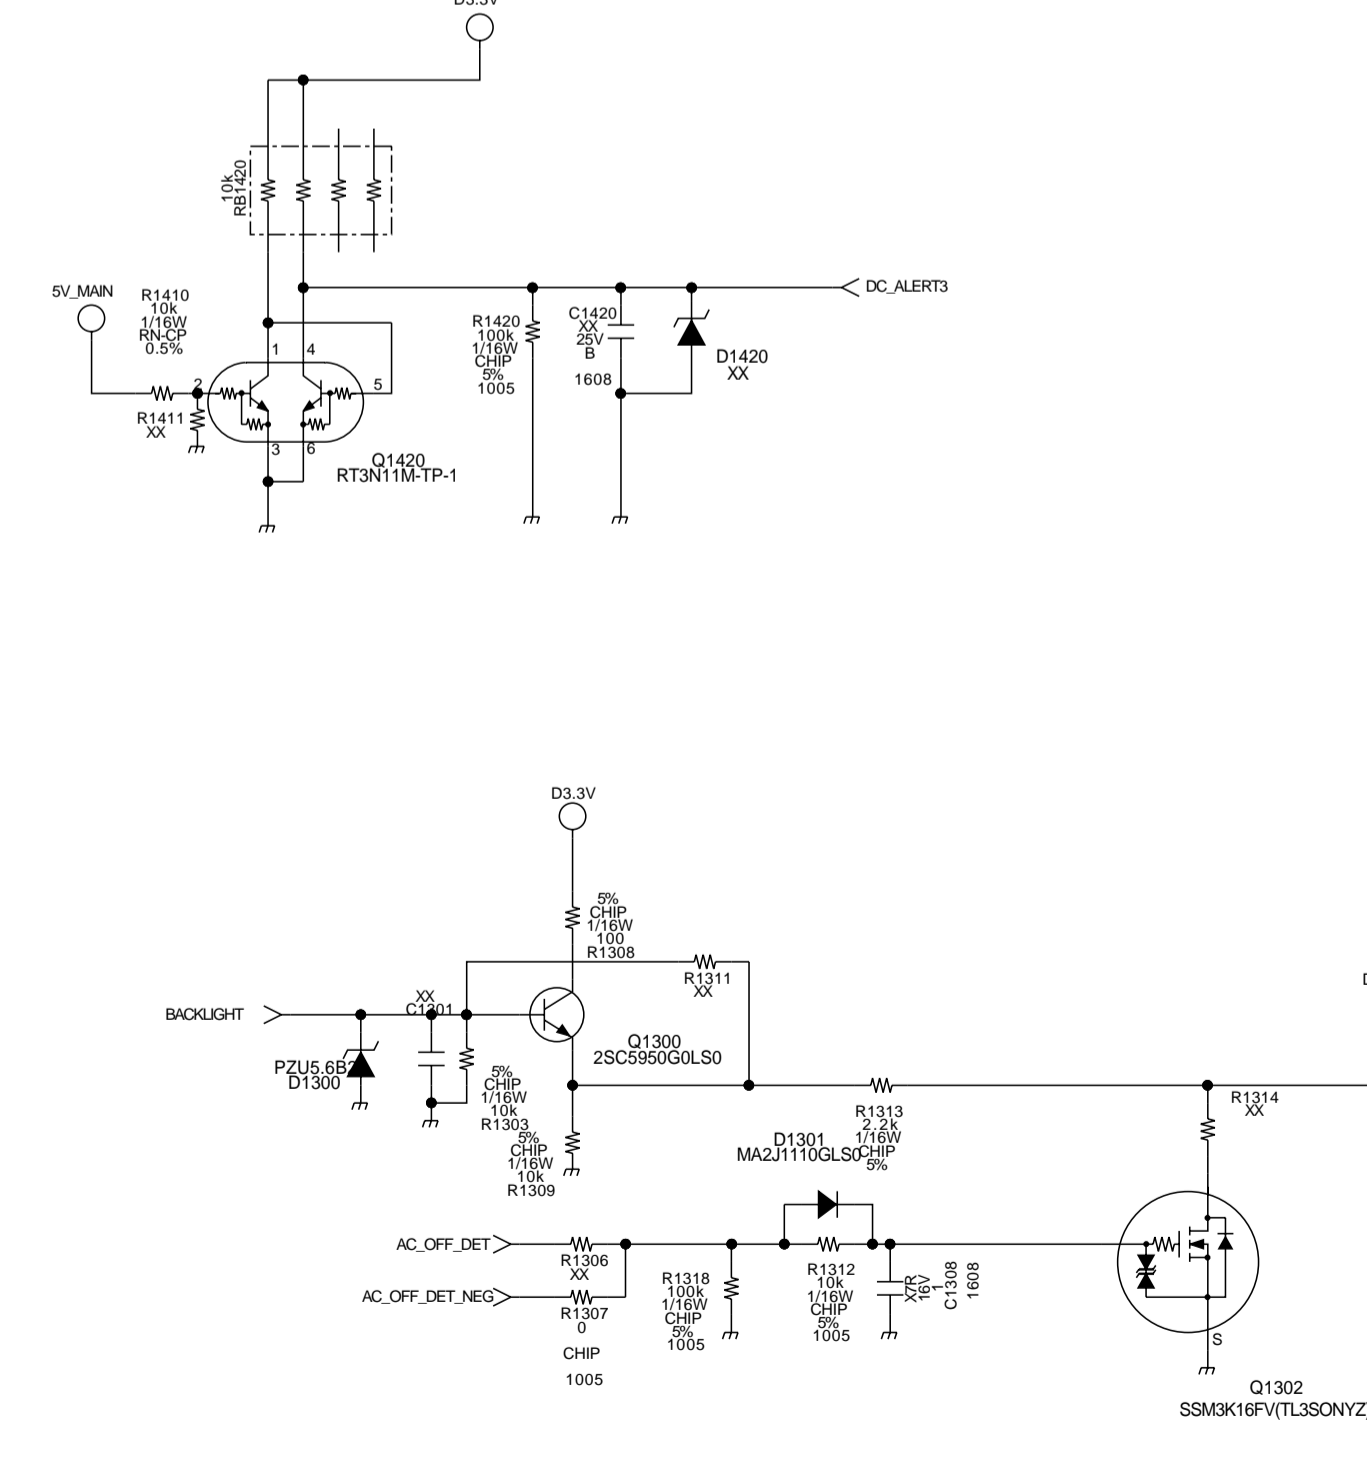 D3.3V
10k
RB1420
5V_MAIN
R1410
10k
1/16W
RN-CP
0.5%
DC_ALERT3
R1420
100k
1/16W
CHIP
5%
1005
C1420
XX
25V
B
1608
D1420
XX
1
4
2
5
R1411
XX
3
6
Q1420
RT3N11M-TP-1
D3.3V
5%
CHIP
1/16W
100
R1308
R1311
XX
BACKLIGHT
XX
C1301
Q1300
2SC5950G0LS0
PZU5.6B2
D1300
5%
CHIP
1/16W
10k
R1303
5%
CHIP
1/16W
10k
R1309
R1313
2.2k
1/16W
CHIP
5%
R1314
XX
D1301
MA2J1110GLS0
AC_OFF_DET
R1306
XX
AC_OFF_DET_NEG
R1307
0
CHIP
1005
R1318
100k
1/16W
CHIP
5%
1005
R1312
10k
1/16W
CHIP
5%
1005
X7R
16V
1
C1308
1608
S
Q1302
SSM3K16FV(TL3SONYZ)